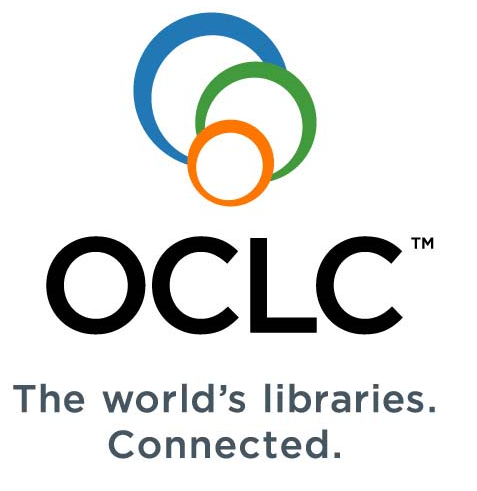 OCLC™
The world's libraries.
Connected.